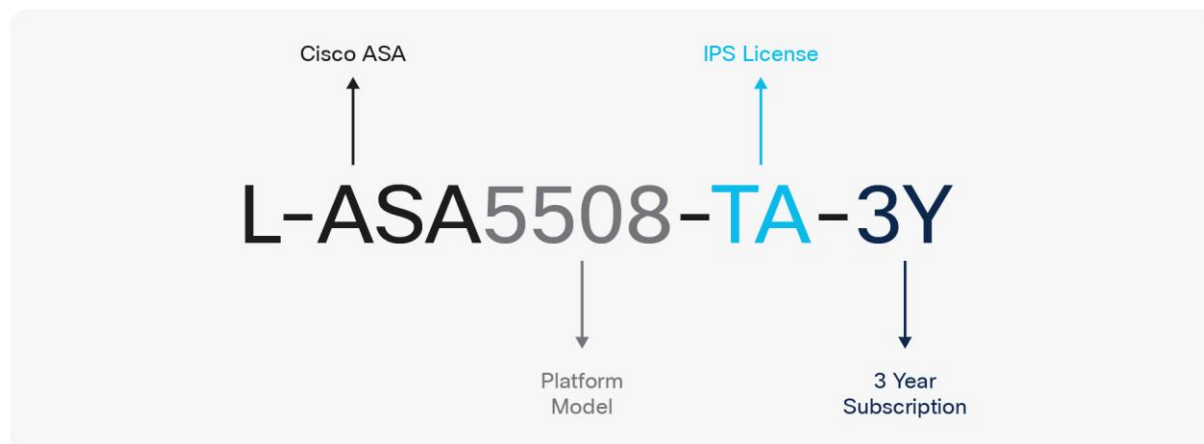 Cisco ASA
IPS License
L-ASA5508-TA-3Y
Platform
Model
3 Year
Subscription